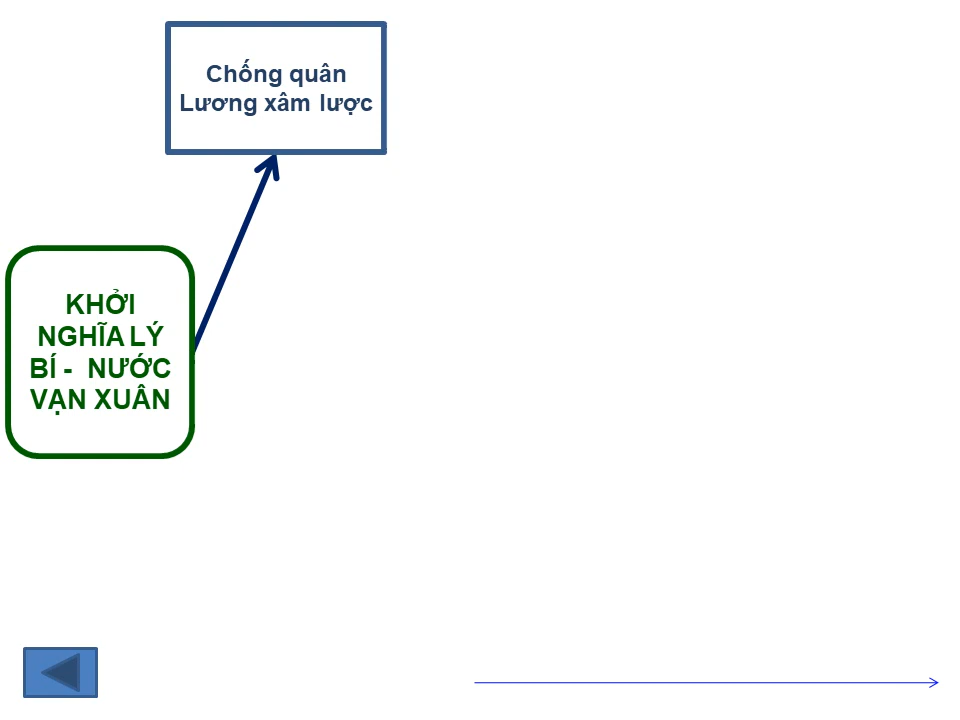 Chống quân
Lương xâm lược
KHỞI
NGHĨA LÝ
BÍ - NƯỚC
VẠN XUÂN